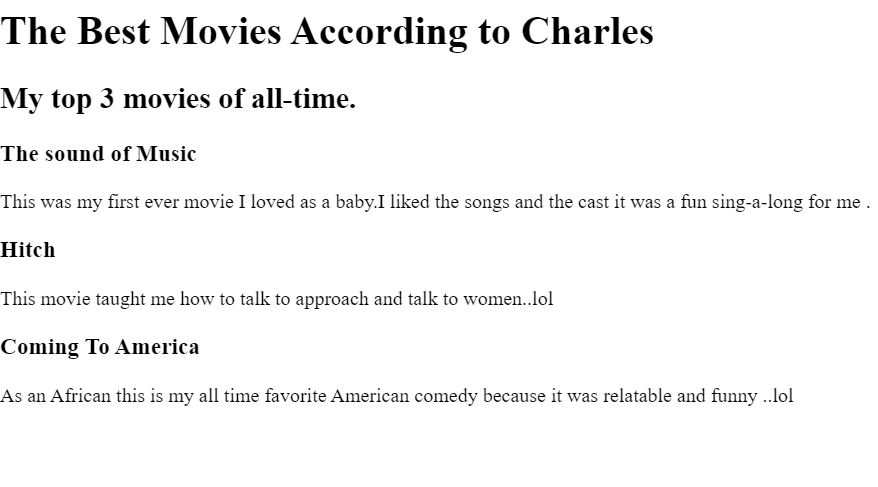 The Best Movies According to Charles
My top 3 movies of all-time.
The sound of Music
This was my first ever movie I loved as a baby.I liked the songs and the cast it was a fun sing-a-long for me .
Hitch
This movie taught me how to talk to approach and talk to women..lol
Coming To America
As an African this is my all time favorite American comedy because it was relatable and funny ..lol